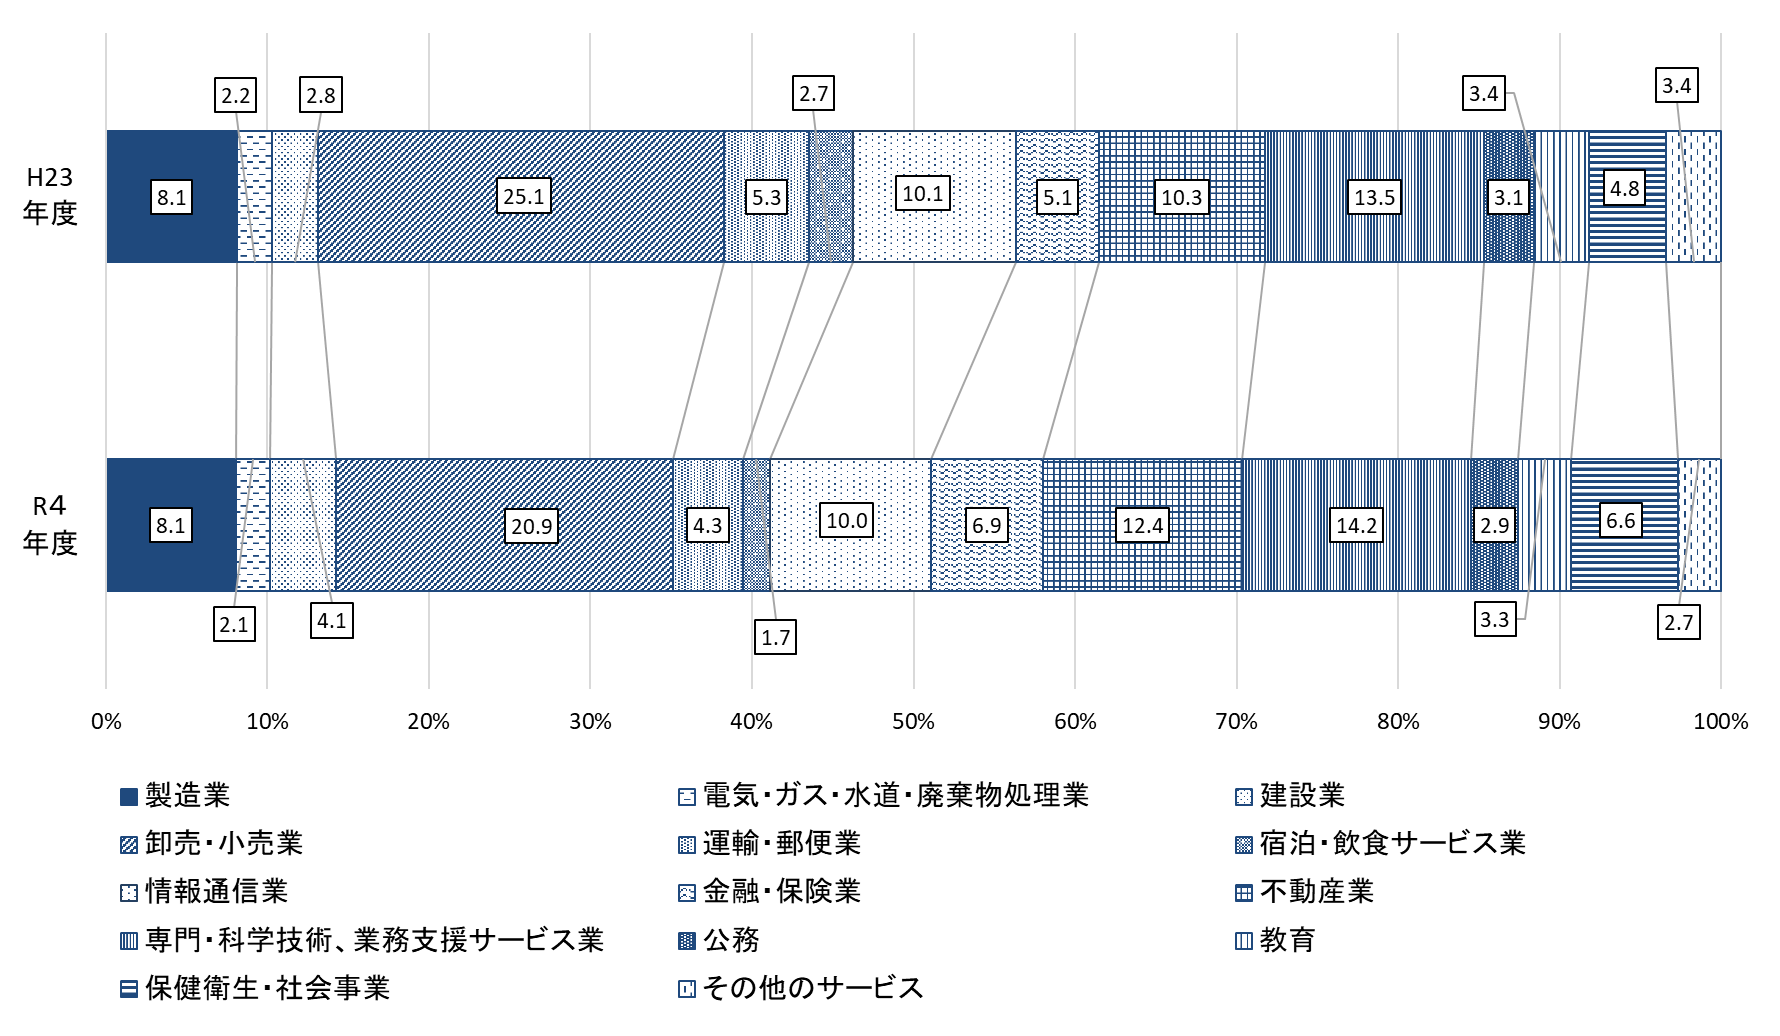 2.2
2.8
2.7
3.4
3.4
H23
年度
8.1
25.1
5.3
10.1
5.1
10.3
13.5
3.1
4.8
R４
年度
8.1
20.9
4.3
10.0
6.9
12.4
14.2
2.9
6.6
2.1
4.1
1.7
3.3
2.7
0% 10% 20% 30% 40% 50% 60% 70% 80% 90% 100%
製造業 電気・ガス・水道・廃棄物処理業 建設業
卸売・小売業 運輸・郵便業 宿泊・飲食サービス業
情報通信業 金融・保険業 不動産業
専門・科学技術、業務支援サービス業 公務 教育
保健衛生・社会事業 その他のサービス